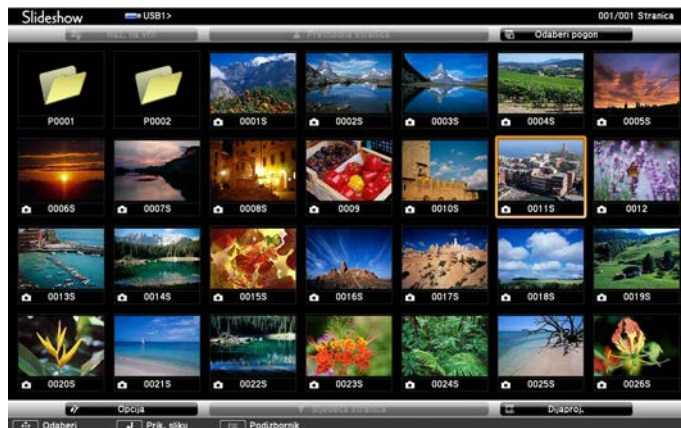 Slideshow USB1> 001/001 Stranica
Naz. na vrh Prethodna stranica Odaberi pogon
P0001 P0002 0001S 0002S 0003S 0004S 0005S
0006S 0007S 0008S 0009 0010S 0011S 0012
0013S 0014S 0015S 0016S 0017S 0018S 0019S
0020S 0021S 0022S 0023S 0024S 0025S 0026S
Opcija Sljedeća stranica Dijaproj.
Odaberi Prik. sliku Podizbornik